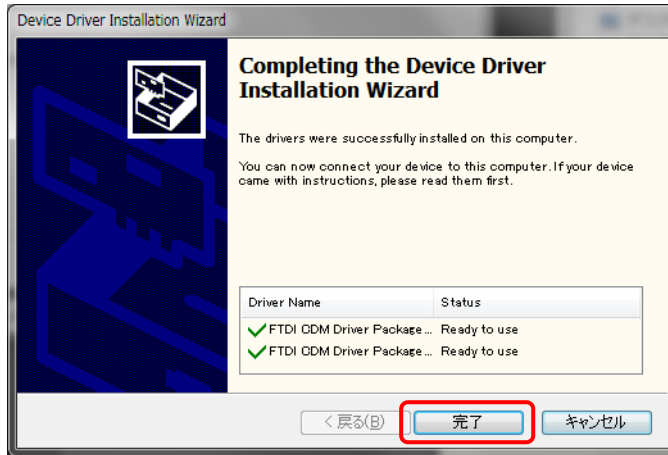 Device Driver Installation Wizard
Completing the Device Driver
Installation Wizard
The drivers were successfully installed on this computer.
You can now connect your device to this computer. If your device
came with instructions, please read them first.
Driver Name Status
FTDI CDM Driver Package... Ready to use
FTDI CDM Driver Package... Ready to use
< 戻る(B) 完了 キャンセル